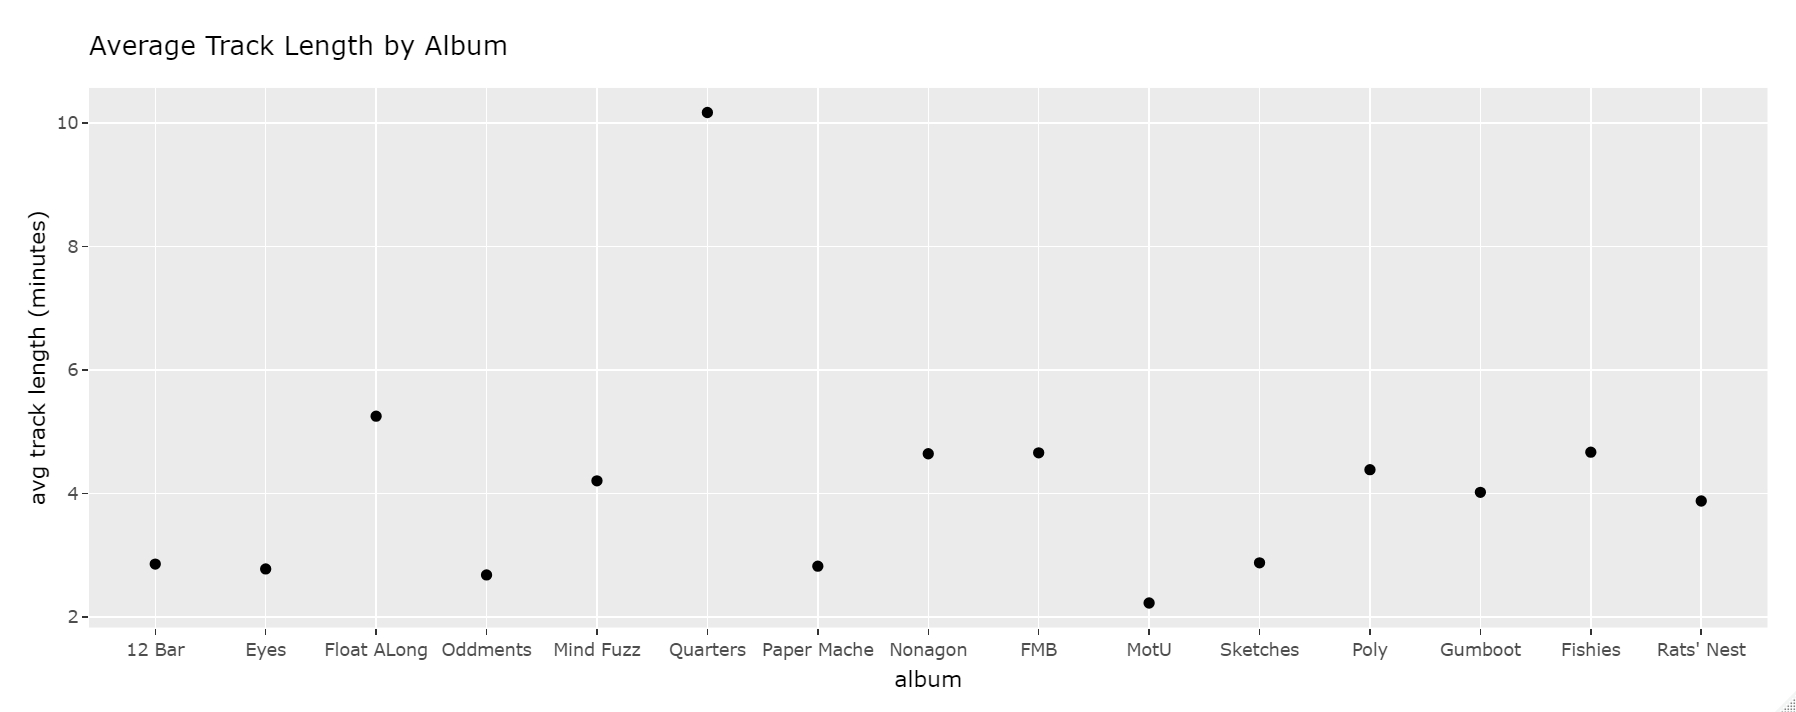 Average Track Length by Album
10
8
6
4
2
avg track length (minutes)
12 Bar Eyes Float ALong Oddments Mind Fuzz Quarters Paper Mache Nonagon FMB MotU Sketches Poly Gumboot Fishies Rats' Nest
album